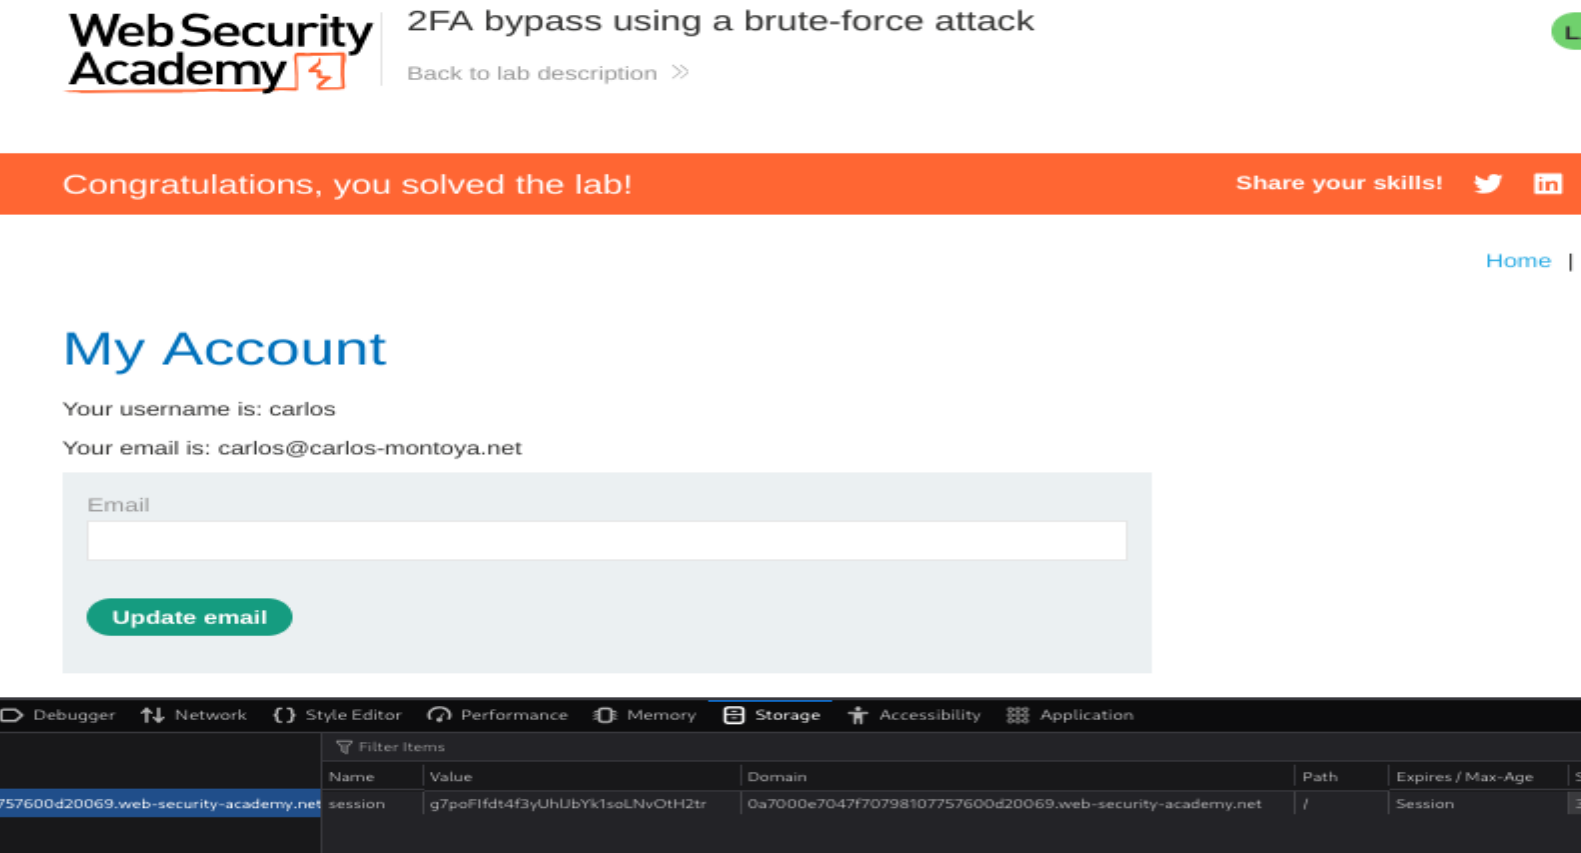 Web Security
Academy
2FA bypass using a brute-force attack
Back to lab description
L
Congratulations, you solved the lab!
Share your skills!
in
Home |
My Account
Your username is: carlos
Your email is: carlos@carlos-montoya.net
Email
Update email
Debugger Network {} Style Editor Performance Memory Storage Accessibility Application
Filter Items
Name Value Domain Path Expires / Max-Age S
757600d20069.web-security-academy.net session 0a7000e7047f70798107757600d20069.web-security-academy.net / Session